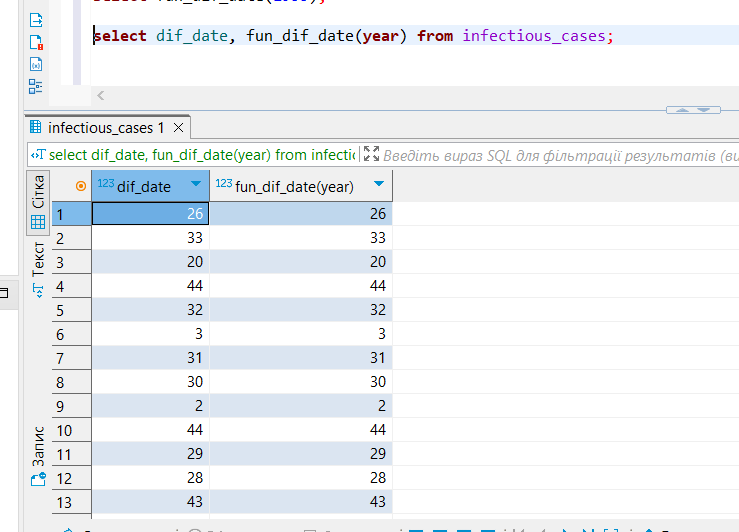 select dif_date, fun_dif_date(year) from infectious_cases;
infectious_cases 1
select dif_date, fun_dif_date(year) from infectic
Введіть вираз SQL для фільтрації результатів (ви
Сітка
Текст
Запис
123 dif_date 123 fun_dif_date(year)
1 26 26
2 33 33
3 20 20
4 44 44
5 32 32
6 3 3
7 31 31
8 30 30
9 2 2
10 44 44
11 29 29
12 28 28
13 43 43